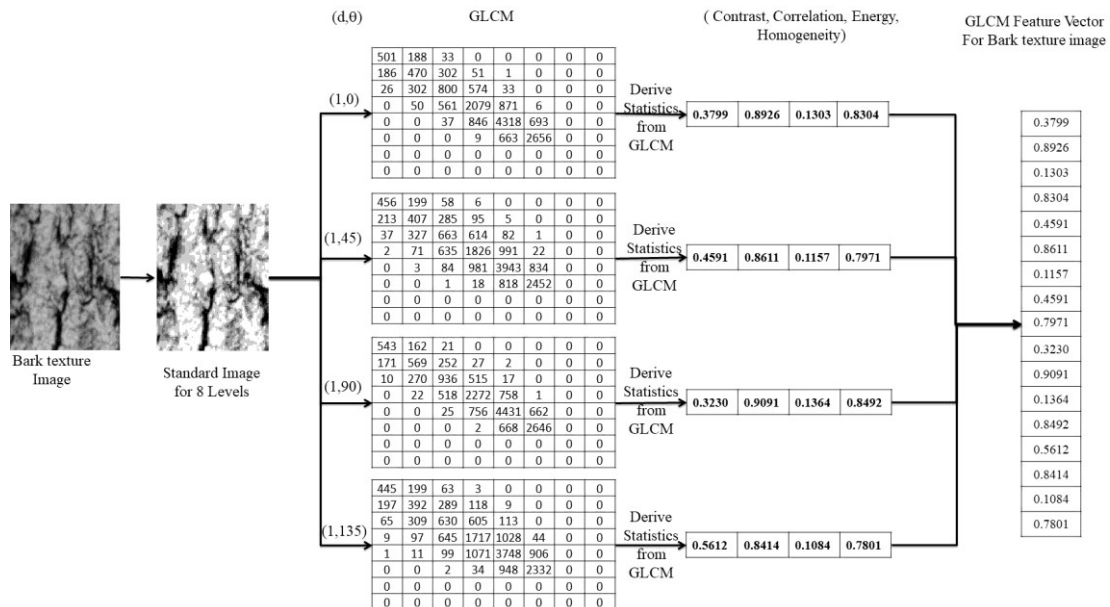 (d,θ)
GLCM
( Contrast, Correlation, Energy,
Homogeneity)
GLCM Feature Vector
For Bark texture image
Bark texture
Image
Standard Image
for 8 Levels
(1,0)
501 188 33 0 0 0 0 0
186 470 302 51 1 0 0 0
26 302 800 574 33 0 0 0
0 50 561 2079 871 6 0 0
0 0 37 846 4318 693 0 0
0 0 0 9 663 2656 0 0
0 0 0 0 0 0 0 0
0 0 0 0 0 0 0 0
Derive
Statistics
from
GLCM
0.3799 0.8926 0.1303 0.8304
(1,45)
456 199 58 6 0 0 0 0
213 407 285 95 5 0 0 0
37 327 663 614 82 1 0 0
2 71 635 1826 991 22 0 0
0 3 84 981 3943 834 0 0
0 0 1 18 818 2452 0 0
0 0 0 0 0 0 0 0
0 0 0 0 0 0 0 0
Derive
Statistics
from
GLCM
0.4591 0.8611 0.1157 0.7971
(1,90)
543 162 21 0 0 0 0 0
171 569 252 27 2 0 0 0
10 270 936 515 17 0 0 0
0 22 518 2272 758 1 0 0
0 0 25 756 4431 662 0 0
0 0 0 2 668 2646 0 0
0 0 0 0 0 0 0 0
0 0 0 0 0 0 0 0
Derive
Statistics
from
GLCM
0.3230 0.9091 0.1364 0.8492
(1,135)
445 199 63 3 0 0 0 0
197 392 289 118 9 0 0 0
65 309 630 605 113 0 0 0
9 97 645 1717 1028 44 0 0
1 11 99 1071 3748 906 0 0
0 0 2 34 948 2332 0 0
0 0 0 0 0 0 0 0
0 0 0 0 0 0 0 0
Derive
Statistics
from
GLCM
0.5612 0.8414 0.1084 0.7801
0.3799
0.8926
0.1303
0.8304
0.4591
0.8611
0.1157
0.4591
0.7971
0.3230
0.9091
0.1364
0.8492
0.5612
0.8414
0.1084
0.7801